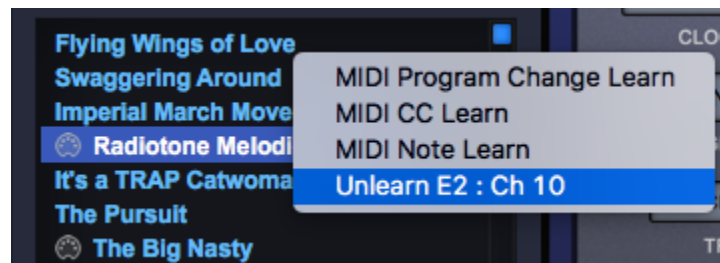 Flying Wings of Love
Swaggering Around
Imperial March Move
Radiotone Melodi
It's a TRAP Catwoma
The Pursuit
The Big Nasty
MIDI Program Change Learn
MIDI CC Learn
MIDI Note Learn
Unlearn E2 : Ch 10
CLO